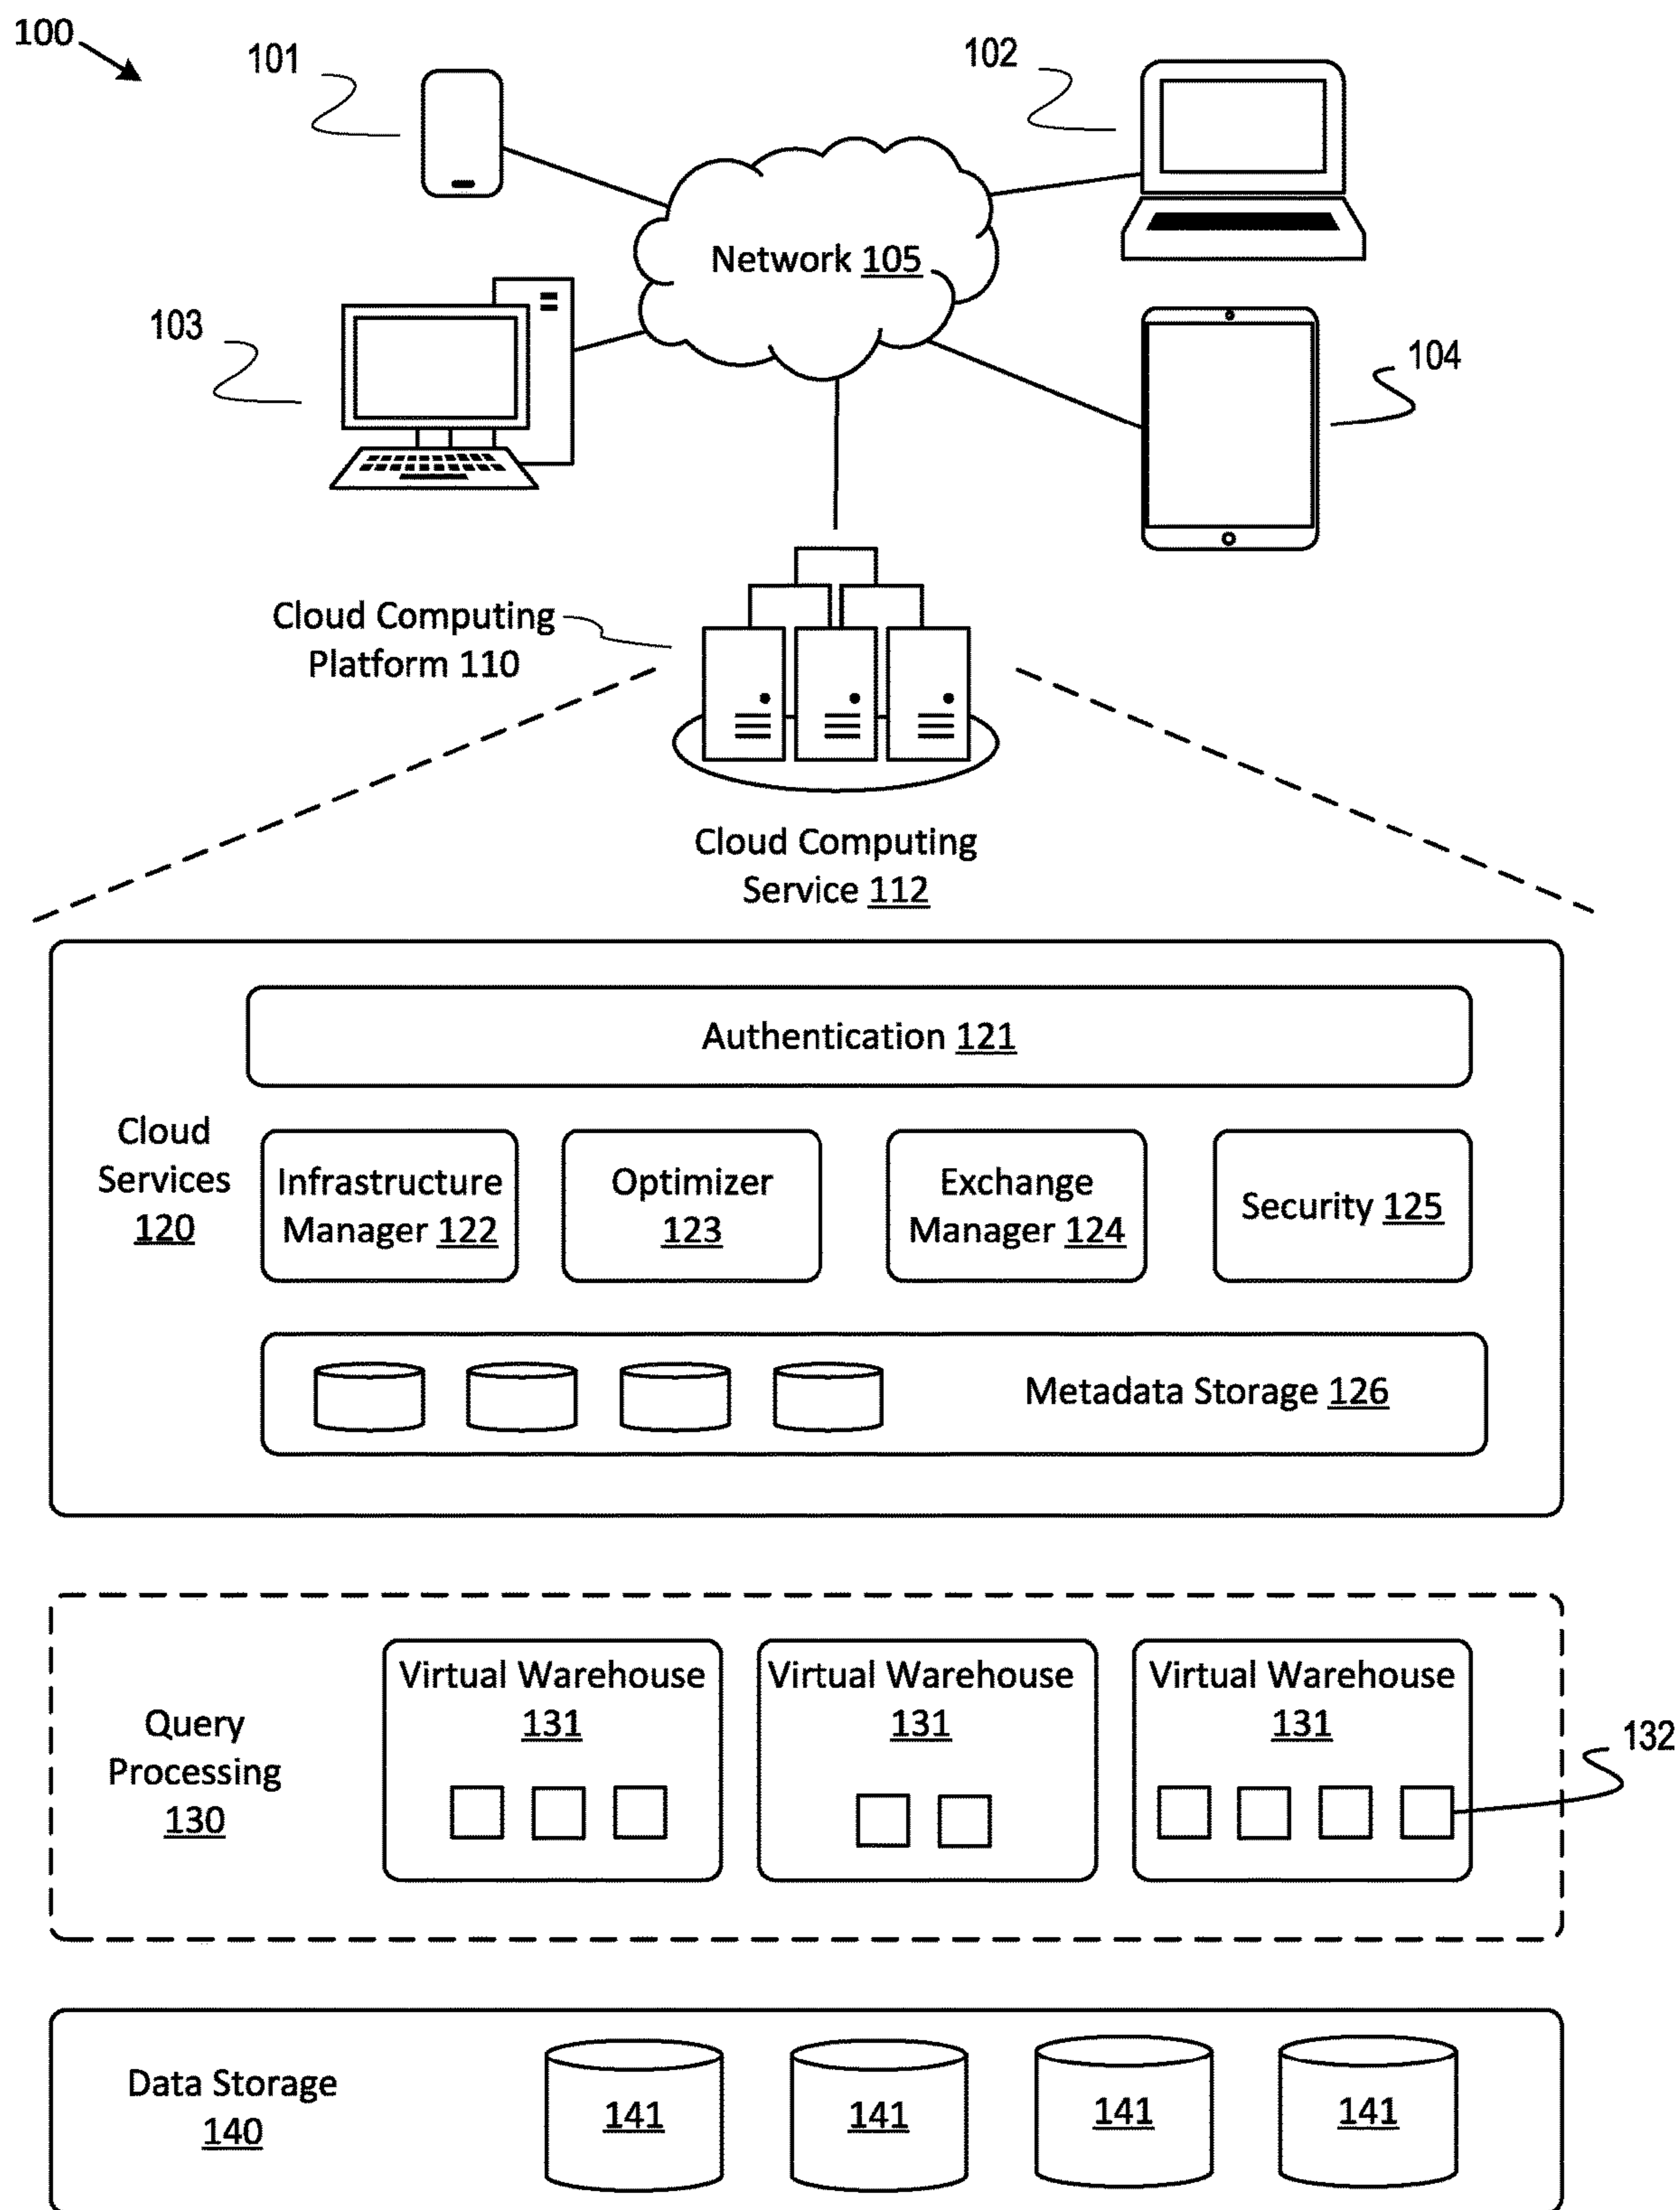 100
101
102
Network 105
103
104
Cloud Computing
Platform 110
Cloud Computing
Service 112
Authentication 121
Cloud
Services
120
Infrastructure
Manager 122
Optimizer
123
Exchange
Manager 124
Security 125
Metadata Storage 126
Query
Processing
130
Virtual Warehouse
131
Virtual Warehouse
131
Virtual Warehouse
131
132
Data Storage
140
141
141
141
141